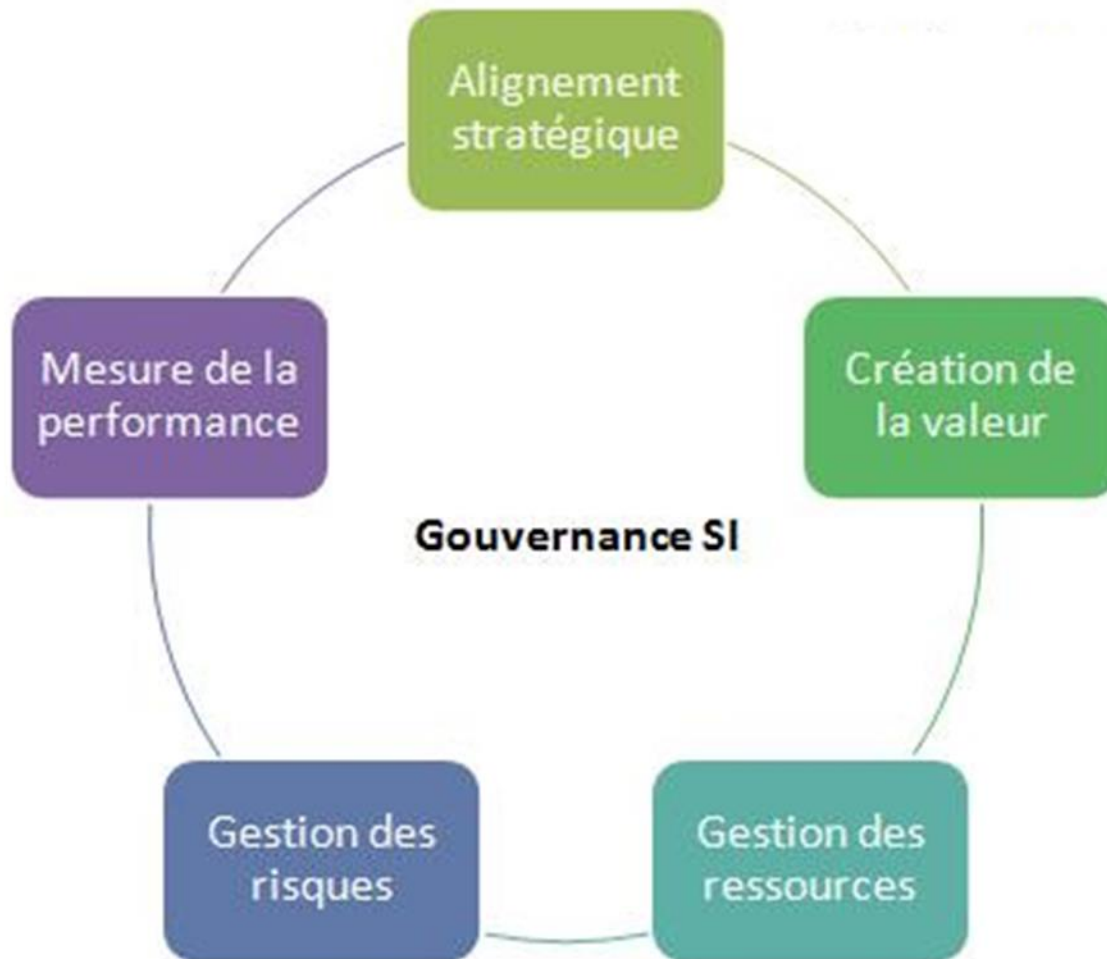 Alignement
stratégique
Mesure de la
performance
Création de
la valeur
Gouvernance SI
Gestion des
risques
Gestion des
ressources